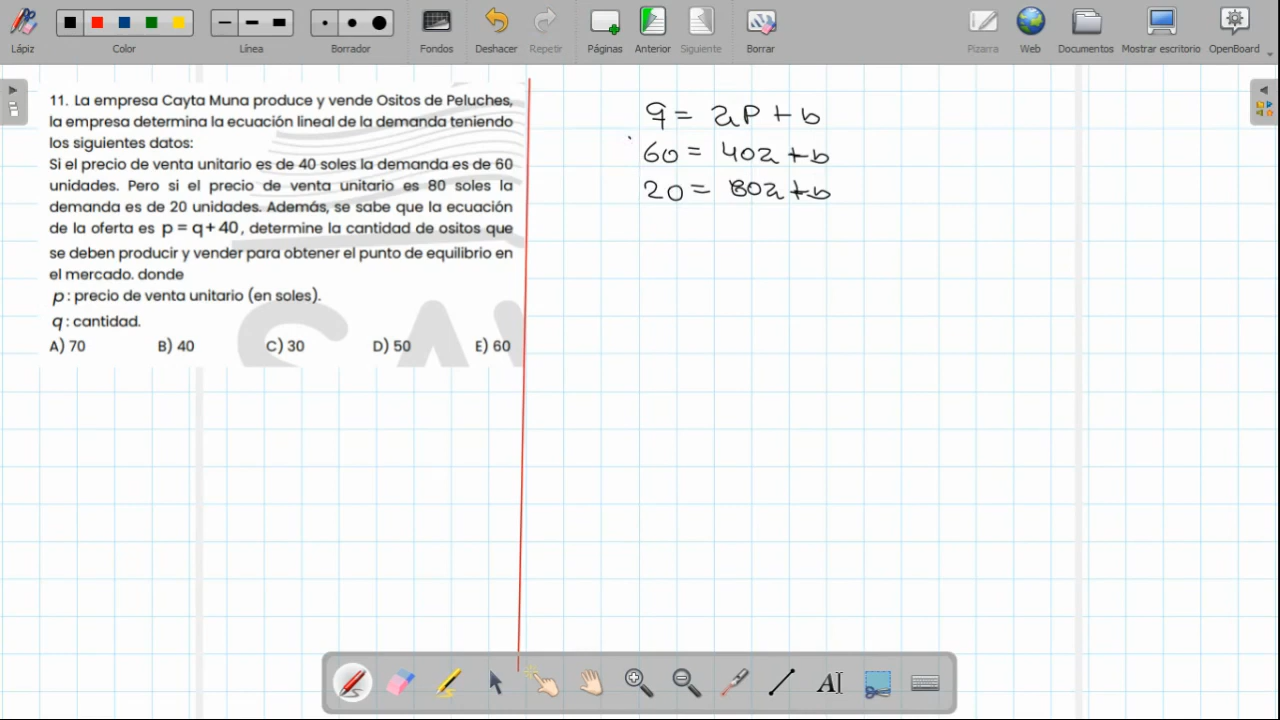 Lápiz
Color
Línea
Borrador
Fondos
Deshacer
Repetir
Páginas
Anterior
Siguiente
Borrar
Pizarra
Web
Documentos
Mostrar escritorio
OpenBoard
11. La empresa Cayta Muna produce y vende Ositos de Peluches,
la empresa determina la ecuación lineal de la demanda teniendo
los siguientes datos:
Si el precio de venta unitario es de 40 soles la demanda es de 60
unidades. Pero si el precio de venta unitario es 80 soles la
demanda es de 20 unidades. Además, se sabe que la ecuación
de la oferta es p = q + 40, determine la cantidad de ositos que
se deben producir y vender para obtener el punto de equilibrio en
el mercado. donde
p : precio de venta unitario (en soles).
q : cantidad.
A) 70 B) 40 C) 30 D) 50 E) 60
q = aP + b
60 = 40a + b
20 = 80a + b